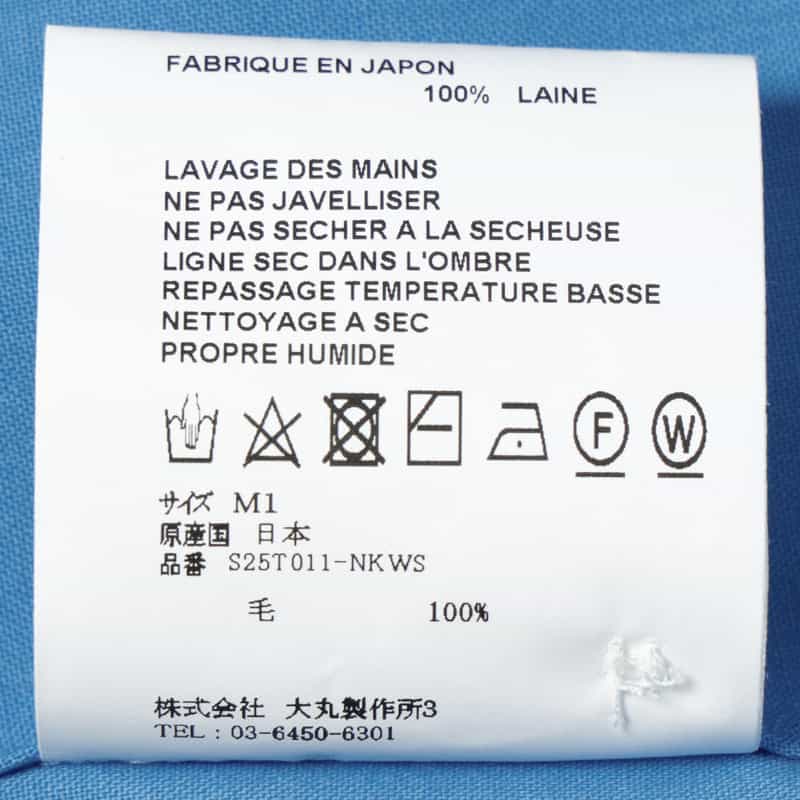 FABRIQUE EN JAPON
100% LAINE
LAVAGE DES MAINS
NE PAS JAVELLISER
NE PAS SECHER A LA SECHEUSE
LIGNE SEC DANS L'OMBRE
REPASSAGE TEMPERATURE BASSE
NETTOYAGE A SEC
PROPRE HUMIDE
F W
サイズ M1
原産国 日本
品番 S25T011-NKWS
毛 100%
株式会社 大丸製作所3
TEL : 03-6450-6301